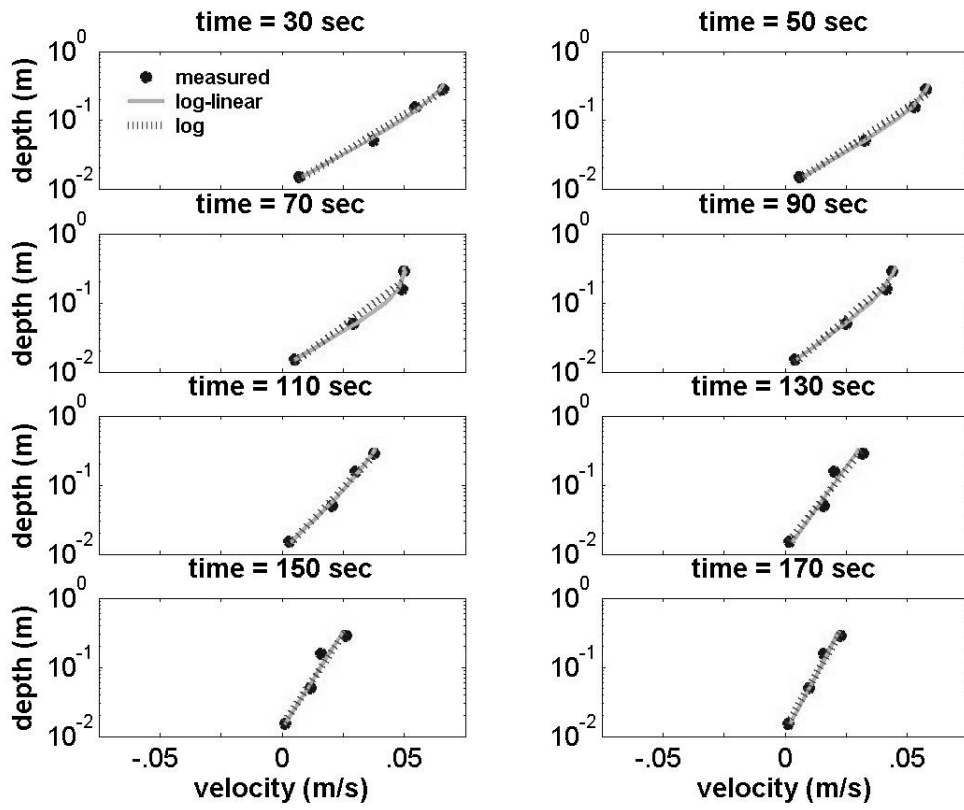 time = 30 sec
time = 50 sec
10^0
10^-1
10^-2
depth (m)
measured
log-linear
log
10^0
10^-1
10^-2
time = 70 sec
time = 90 sec
10^0
10^-1
10^-2
depth (m)
10^0
10^-1
10^-2
time = 110 sec
time = 130 sec
10^0
10^-1
10^-2
depth (m)
10^0
10^-1
10^-2
time = 150 sec
time = 170 sec
10^0
10^-1
10^-2
depth (m)
10^0
10^-1
10^-2
-.05 0 .05
-.05 0 .05
velocity (m/s)
velocity (m/s)